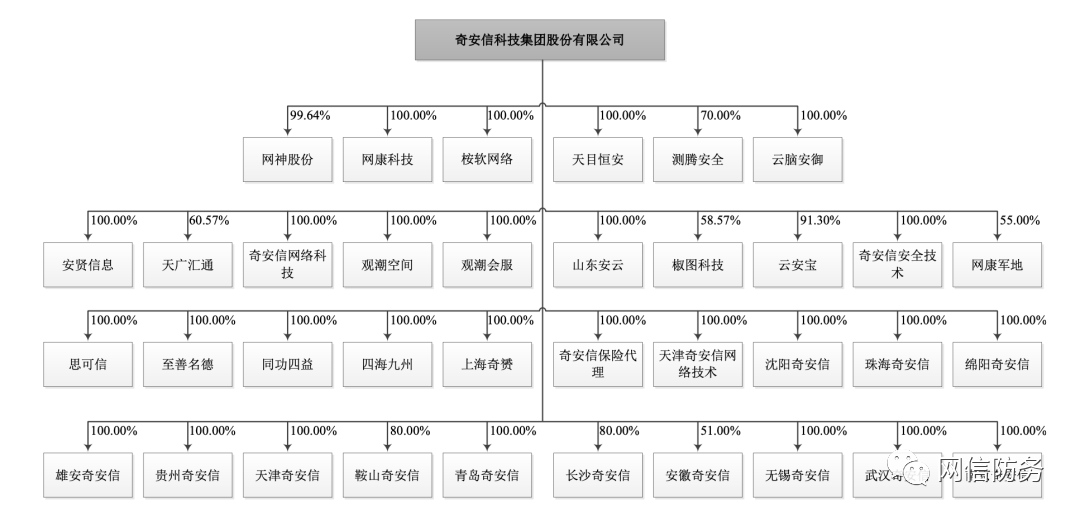 奇安信科技集团股份有限公司
99.64% 100.00% 100.00% 100.00% 70.00% 100.00%
网神股份 网康科技 桉软网络 天目恒安 测腾安全 云脑安御
100.00% 60.57% 100.00% 100.00% 100.00% 100.00% 58.57% 91.30% 100.00% 55.00%
安贤信息 天广汇通 奇安信网络科 观潮空间 观潮会服 山东安云 椒图科技 云安宝 奇安信安全技 网康军地
技 术
100.00% 100.00% 100.00% 100.00% 100.00% 100.00% 100.00% 100.00% 100.00% 100.00%
思可信 至善名德 同功四益 四海九州 上海奇赟 奇安信保险代 天津奇安信网 沈阳奇安信 珠海奇安信 绵阳奇安信
理 络技术
100.00% 100.00% 100.00% 80.00% 100.00% 80.00% 51.00% 100.00% 100.00% 100.00%
雄安奇安信 贵州奇安信 天津奇安信 鞍山奇安信 青岛奇安信 长沙奇安信 安徽奇安信 无锡奇安信 武汉奇安信
网信防务